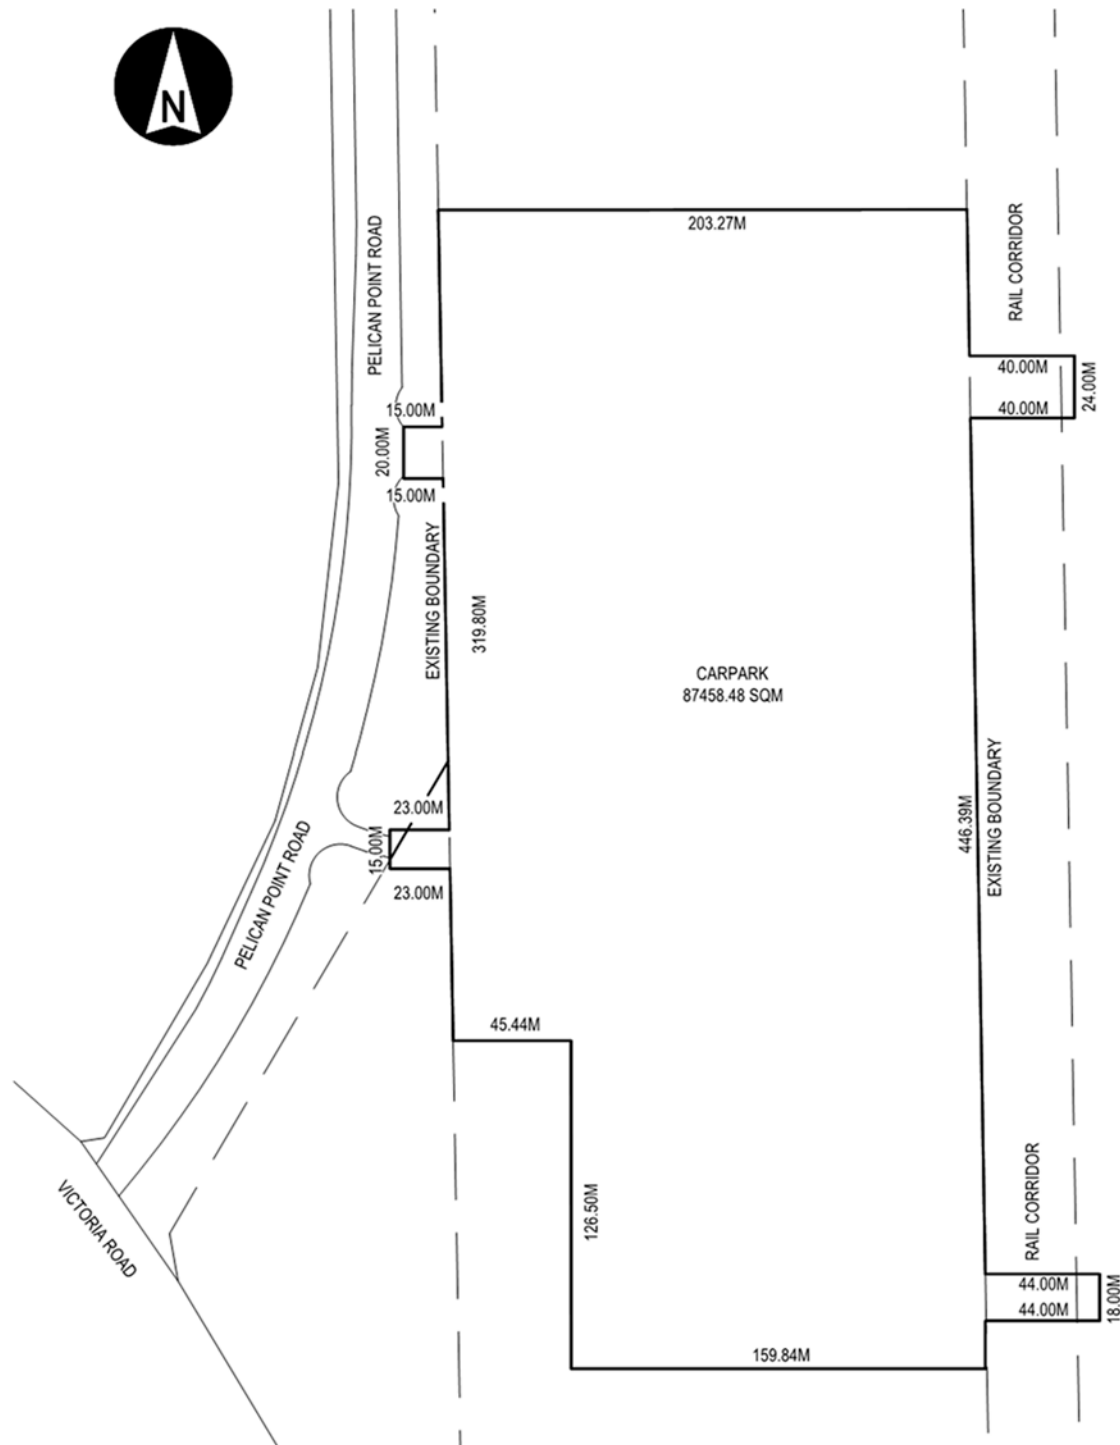 N
203.27M
PELICAN POINT ROAD
RAIL CORRIDOR
40.00M
24.00M
40.00M
15.00M
20.00M
15.00M
EXISTING BOUNDARY
319.80M
CARPARK
87458.48 SQM
EXISTING BOUNDARY
446.39M
23.00M
15.00M
23.00M
PELICAN POINT ROAD
45.44M
126.50M
RAIL CORRIDOR
VICTORIA ROAD
44.00M
44.00M
18.00M
159.84M